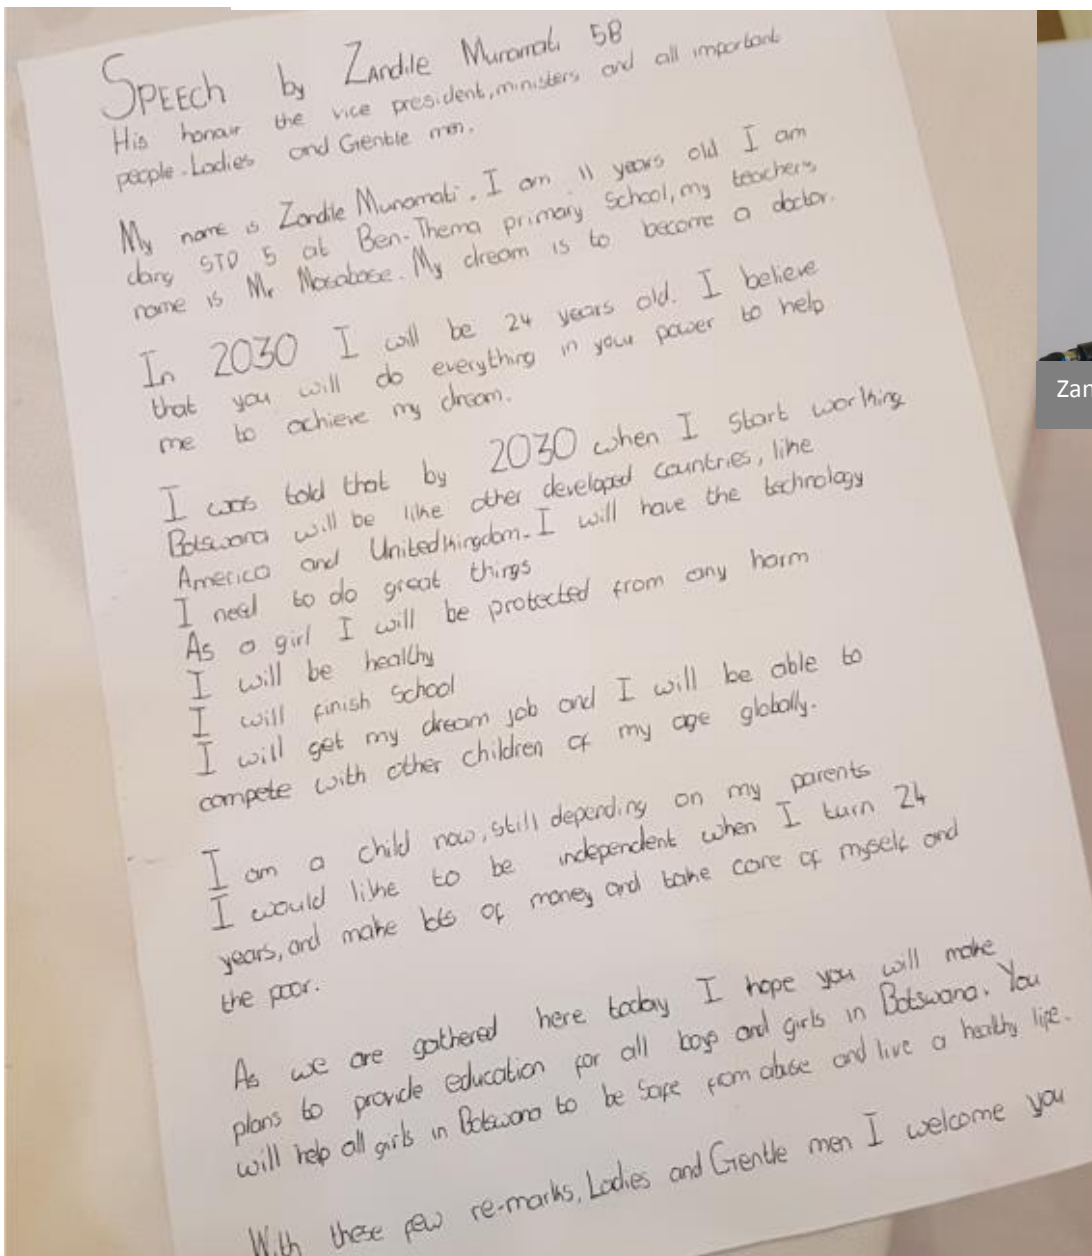 SPEECH by ZANDILE Munamati 5B
His honour the vice president, ministers and all important
people. Ladies and Gentle men.
My name is Zandile Munamati. I am 11 years old I am
doing STD 5 at Ben-Thema primary School, my teachers
name is Mr Mosabase. My dream is to become a doctor.
In 2030 I will be 24 years old. I believe
that you will do everything in your power to help
me to achieve my dream.
I was told that by 2030 when I start working
Botswana will be like other developed countries, like
America and Unitedkingdom. I will have the technology
I need to do great things
As a girl I will be protected from any harm
I will be healthy
I will finish School
I will get my dream job and I will be able to
compete with other children of my age globally.
I am a child now, still depending on my parents
I would like to be independent when I turn 24
years, and make lots of money and take care of myself and
the poor.
As we are gathered here today I hope you will make
plans to provide education for all boys and girls in Botswana. You
will help all girls in Botswana to be safe from abuse and live a healthy life.
With these few re-marks, Ladies and Gentle men I welcome you
Zan